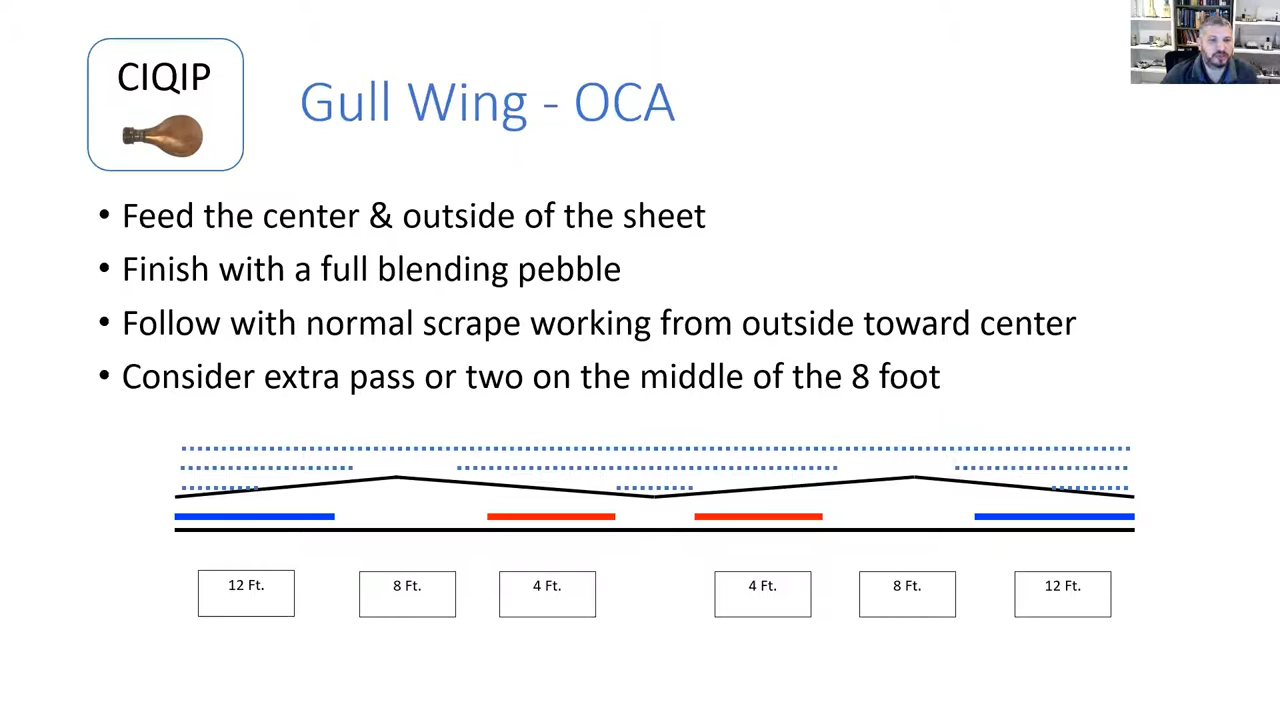 CIQIP
Gull Wing - OCA
• Feed the center & outside of the sheet
• Finish with a full blending pebble
• Follow with normal scrape working from outside toward center
• Consider extra pass or two on the middle of the 8 foot
12 Ft.
8 Ft.
4 Ft.
4 Ft.
8 Ft.
12 Ft.